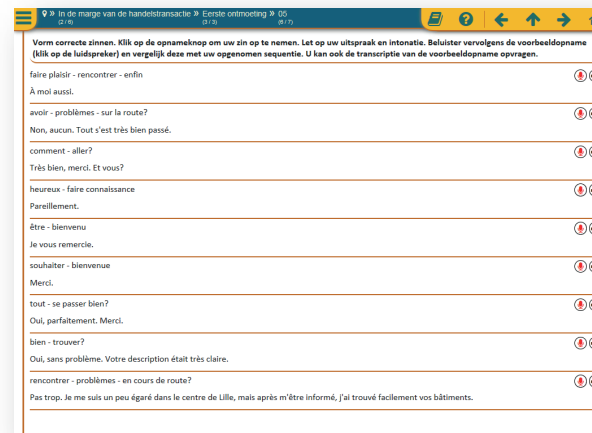 » In de marge van de handelstransactie » Eerste ontmoeting » 05
(2 / 6) (3 / 3) (6 / 7)
Vorm correcte zinnen. Klik op de opnameknop om uw zin op te nemen. Let op uw uitspraak en intonatie. Beluister vervolgens de voorbeeldopname
(klik op de luidspreker) en vergelijk deze met uw opgenomen sequentie. U kan ook de transcriptie van de voorbeeldopname opvragen.
faire plaisir - rencontrer - enfin
À moi aussi.
avoir - problèmes - sur la route?
Non, aucun. Tout s'est très bien passé.
comment - aller?
Très bien, merci. Et vous?
heureux - faire connaissance
Pareillement.
être - bienvenu
Je vous remercie.
souhaiter - bienvenue
Merci.
tout - se passer bien?
Oui, parfaitement. Merci.
bien - trouver?
Oui, sans problème. Votre description était très claire.
rencontrer - problèmes - en cours de route?
Pas trop. Je me suis un peu égaré dans le centre de Lille, mais après m'être informé, j'ai trouvé facilement vos bâtiments.